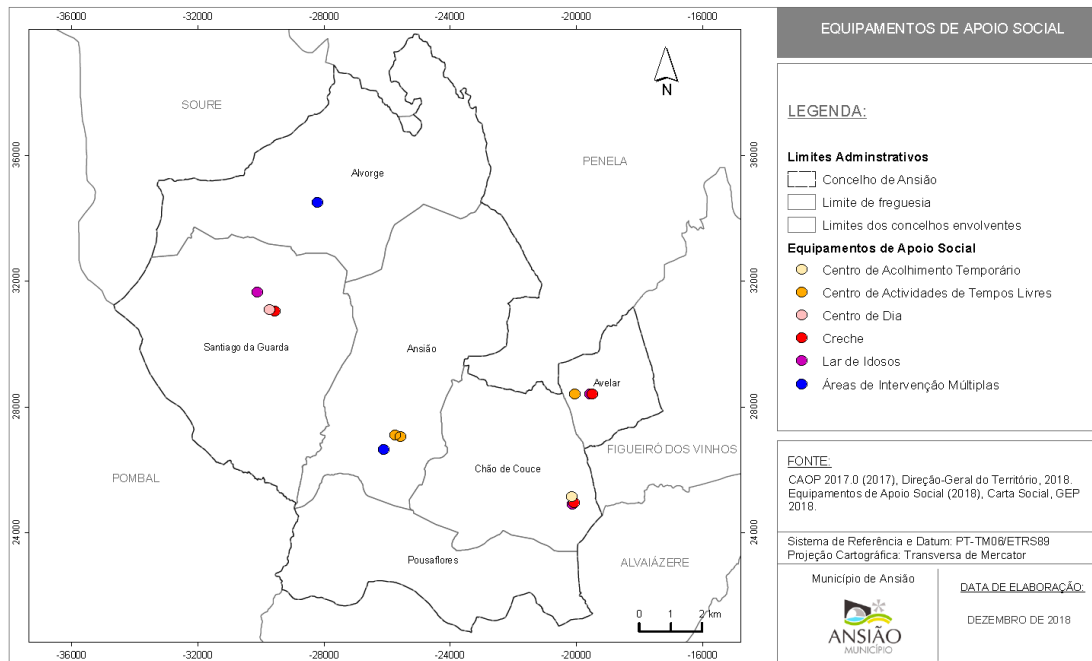 -36000 -32000 -28000 -24000 -20000 -16000
36000
32000
28000
24000
36000
32000
28000
24000
SOURE
PENELA
POMBAL
FIGUEIRÓ DOS VINHOS
ALVAIÁZERE
Alvorge
Santiago da Guarda
Ansião
Avelar
Chão de Couce
Pousaflores
N
0 1 2 km
-36000 -32000 -28000 -24000 -20000 -16000
EQUIPAMENTOS DE APOIO SOCIAL
LEGENDA:
Limites Adminstrativos
Concelho de Ansião
Limite de freguesia
Limites dos concelhos envolventes
Equipamentos de Apoio Social
Centro de Acolhimento Temporário
Centro de Actividades de Tempos Livres
Centro de Dia
Creche
Lar de Idosos
Áreas de Intervenção Múltiplas
FONTE:
CAOP 2017.0 (2017), Direção-Geral do Território, 2018.
Equipamentos de Apoio Social (2018), Carta Social, GEP
2018.
Sistema de Referência e Datum: PT-TM06/ETRS89
Projeção Cartográfica: Transversa de Mercator
Município de Ansião
ANSIÃO
MUNICÍPIO
DATA DE ELABORAÇÃO:
DEZEMBRO DE 2018